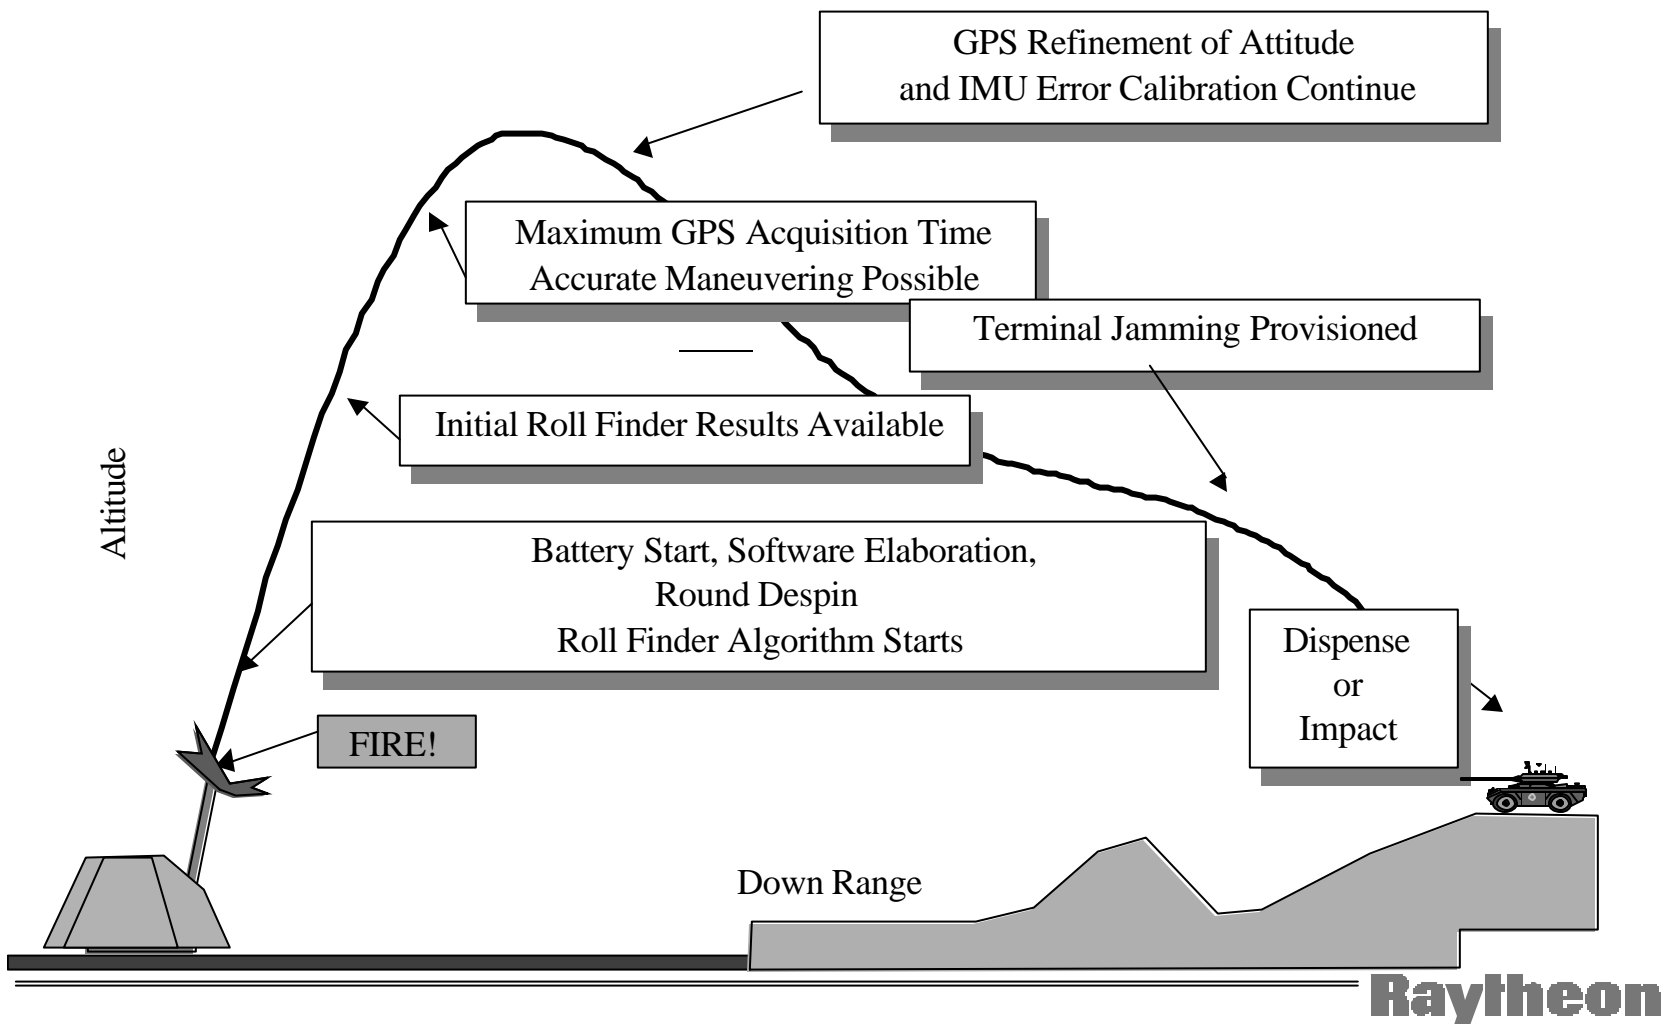 GPS Refinement of Attitude
and IMU Error Calibration Continue
Maximum GPS Acquisition Time
Accurate Maneuvering Possible
Terminal Jamming Provisioned
Initial Roll Finder Results Available
Altitude
Battery Start, Software Elaboration,
Round Despin
Roll Finder Algorithm Starts
Dispense
or
Impact
FIRE!
Down Range
Raytheon